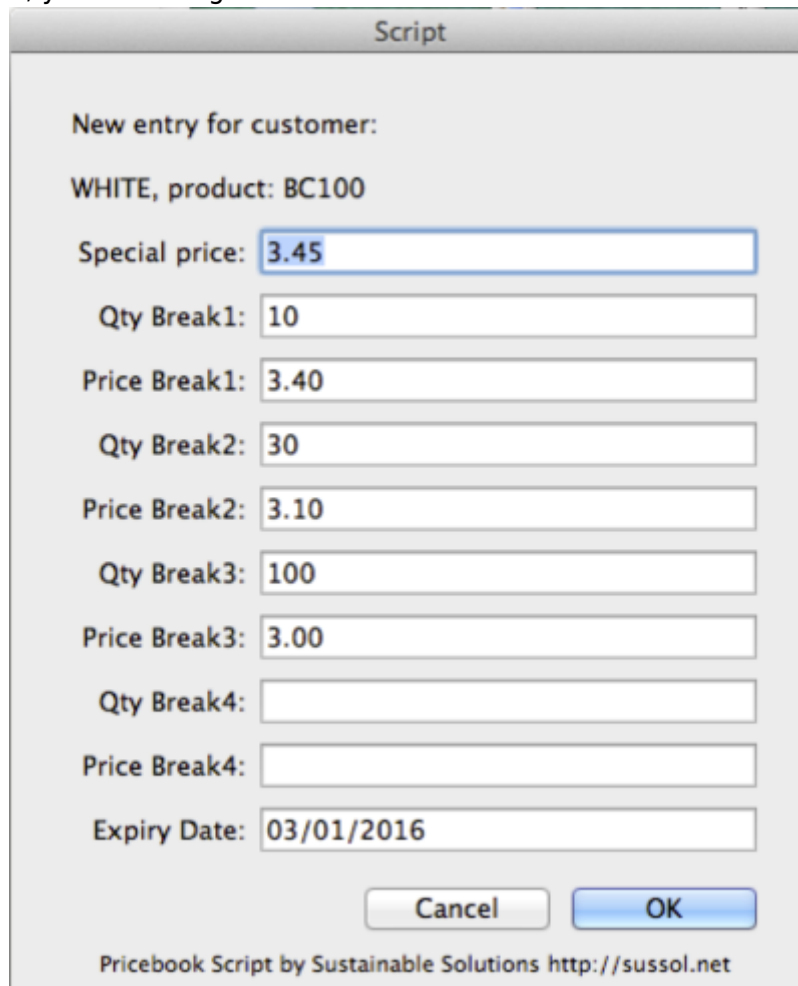 Script
New entry for customer:
WHITE, product: BC100
Special price: 3.45
Qty Break1: 10
Price Break1: 3.40
Qty Break2: 30
Price Break2: 3.10
Qty Break3: 100
Price Break3: 3.00
Qty Break4:
Price Break4:
Expiry Date: 03/01/2016
Cancel OK
Pricebook Script by Sustainable Solutions http://sussol.net